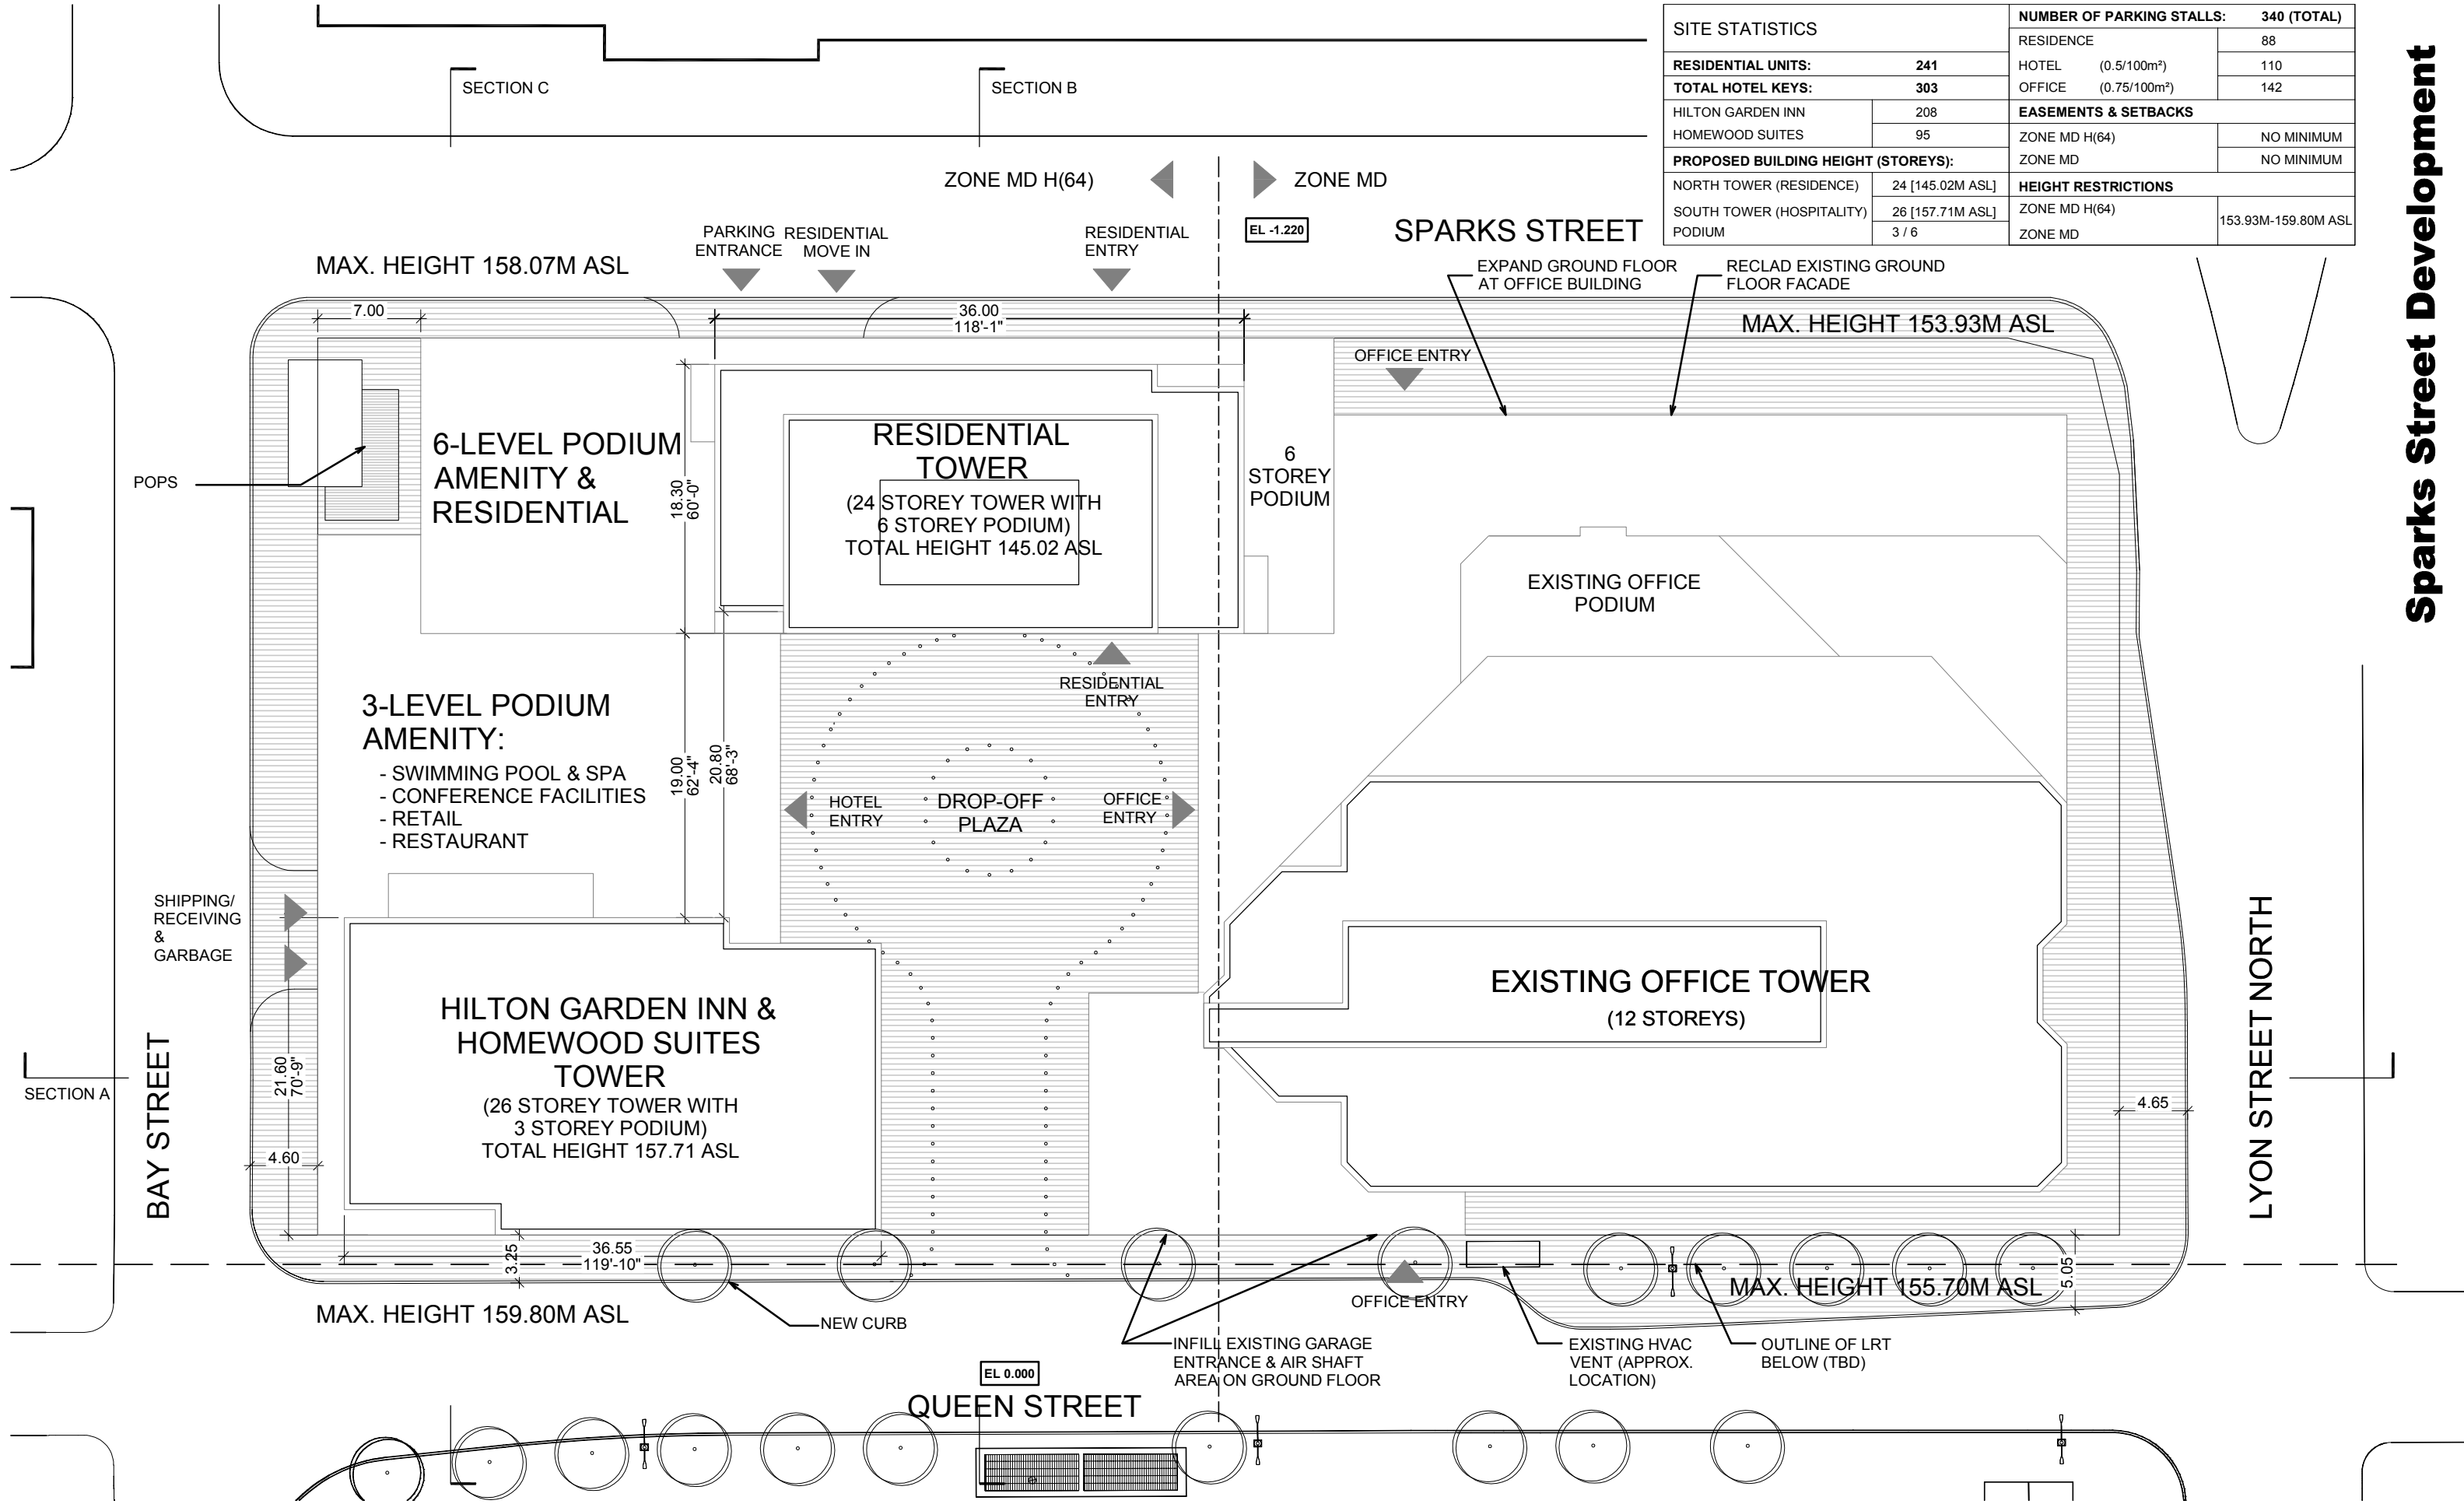 SITE STATISTICS
RESIDENTIAL UNITS: 241
TOTAL HOTEL KEYS: 303
HILTON GARDEN INN 208
HOMEWOOD SUITES 95
PROPOSED BUILDING HEIGHT (STOREYS):
NORTH TOWER (RESIDENCE) 24 [145.02M ASL]
SOUTH TOWER (HOSPITALITY) 26 [157.71M ASL]
PODIUM 3 / 6
NUMBER OF PARKING STALLS: 340 (TOTAL)
RESIDENCE 88
HOTEL (0.5/100m²) 110
OFFICE (0.75/100m²) 142
EASEMENTS & SETBACKS
ZONE MD H(64) NO MINIMUM
ZONE MD NO MINIMUM
HEIGHT RESTRICTIONS
ZONE MD H(64)
153.93M-159.80M ASL
ZONE MD
Sparks Street Development
SECTION C
SECTION B
ZONE MD H(64)
ZONE MD
EL -1.220
SPARKS STREET
PARKING
ENTRANCE
RESIDENTIAL
MOVE IN
RESIDENTIAL
ENTRY
MAX. HEIGHT 158.07M ASL
EXPAND GROUND FLOOR
AT OFFICE BUILDING
RECLAD EXISTING GROUND
FLOOR FACADE
MAX. HEIGHT 153.93M ASL
7.00
36.00
118'-1"
OFFICE ENTRY
POPS
6-LEVEL PODIUM
AMENITY &
RESIDENTIAL
18.30
60'-0"
RESIDENTIAL
TOWER
(24 STOREY TOWER WITH
6 STOREY PODIUM)
TOTAL HEIGHT 145.02 ASL
6
STOREY
PODIUM
EXISTING OFFICE
PODIUM
3-LEVEL PODIUM
AMENITY:
- SWIMMING POOL & SPA
- CONFERENCE FACILITIES
- RETAIL
- RESTAURANT
19.00
62'-4"
20.80
68'-3"
RESIDENTIAL
ENTRY
HOTEL
ENTRY
DROP-OFF
PLAZA
OFFICE
ENTRY
SHIPPING/
RECEIVING
&
GARBAGE
HILTON GARDEN INN &
HOMEWOOD SUITES
TOWER
(26 STOREY TOWER WITH
3 STOREY PODIUM)
TOTAL HEIGHT 157.71 ASL
EXISTING OFFICE TOWER
(12 STOREYS)
SECTION A
BAY STREET
21.60
70'-9"
4.60
LYON STREET NORTH
4.65
3.25
36.55
119'-10"
5.05
MAX. HEIGHT 159.80M ASL
NEW CURB
OFFICE ENTRY
MAX. HEIGHT 155.70M ASL
INFILL EXISTING GARAGE
ENTRANCE & AIR SHAFT
AREA ON GROUND FLOOR
EXISTING HVAC
VENT (APPROX.
LOCATION)
OUTLINE OF LRT
BELOW (TBD)
EL 0.000
QUEEN STREET